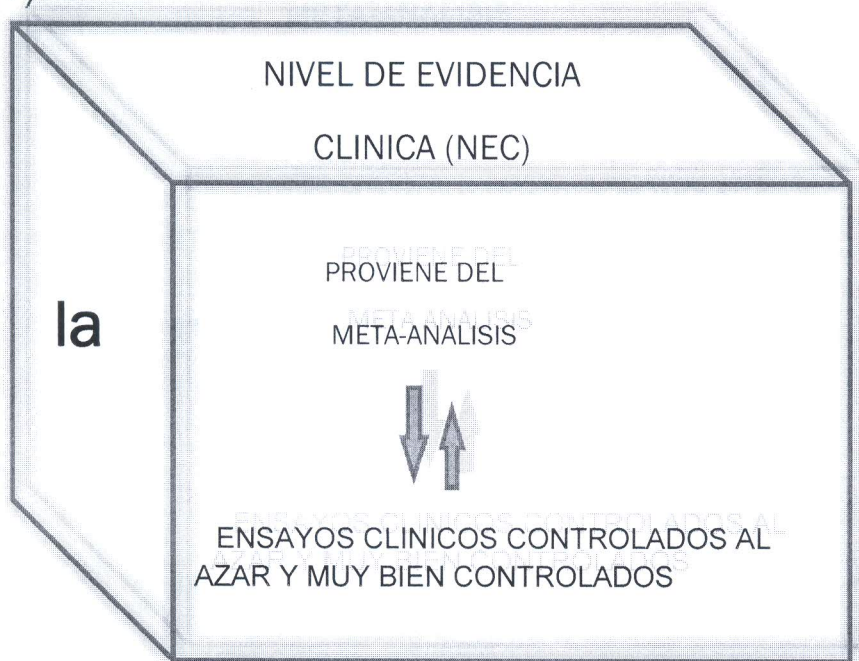 NIVEL DE EVIDENCIA
CLINICA (NEC)
Ia
PROVIENE DEL
META-ANALISIS
ENSAYOS CLINICOS CONTROLADOS AL
AZAR Y MUY BIEN CONTROLADOS